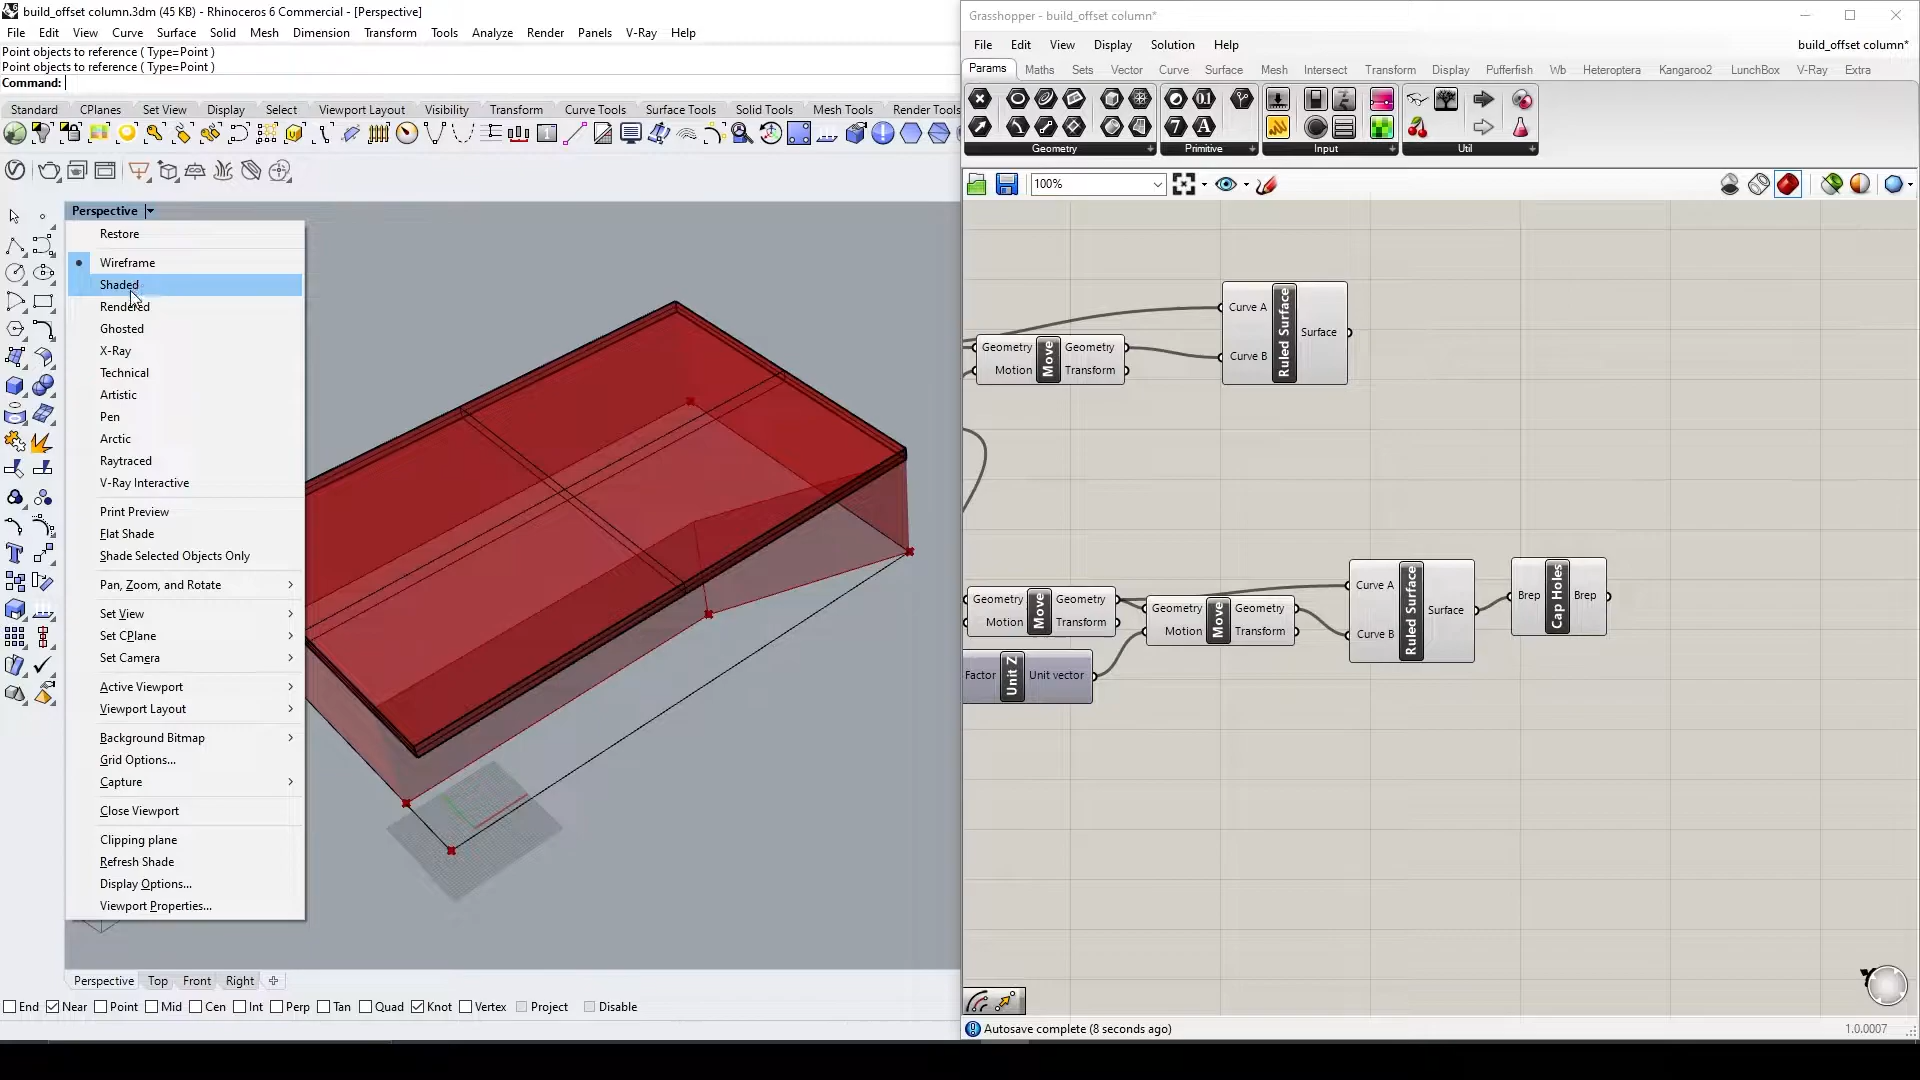 build_offset column.3dm (45 KB) - Rhinoceros 6 Commercial - [Perspective]
File Edit View Curve Surface Solid Mesh Dimension Transform Tools Analyze Render Panels V-Ray Help
Point objects to reference ( Type=Point )
Point objects to reference ( Type=Point )
Command:
Standard CPlanes Set View Display Select Viewport Layout Visibility Transform Curve Tools Surface Tools Solid Tools Mesh Tools Render Tools
Perspective
Restore
Wireframe
Shaded
Rendered
Ghosted
X-Ray
Technical
Artistic
Pen
Arctic
Raytraced
V-Ray Interactive
Print Preview
Flat Shade
Shade Selected Objects Only
Pan, Zoom, and Rotate
Set View
Set CPlane
Set Camera
Active Viewport
Viewport Layout
Background Bitmap
Grid Options...
Capture
Close Viewport
Clipping plane
Refresh Shade
Display Options...
Viewport Properties...
Perspective Top Front Right
End Near Point Mid Cen Int Perp Tan Quad Knot Vertex Project Disable
Grasshopper - build_offset column*
File Edit View Display Solution Help
build_offset column*
Params Maths Sets Vector Curve Surface Mesh Intersect Transform Display Pufferfish Wb Heteroptera Kangaroo2 LunchBox V-Ray Extra
Geometry Primitive Input Util
100%
Curve A
Curve B
Ruled Surface
Surface
Geometry
Motion
Move
Geometry
Transform
Geometry
Motion
Move
Geometry
Transform
Geometry
Motion
Move
Geometry
Transform
Factor
Unit Z
Unit vector
Curve A
Curve B
Ruled Surface
Surface
Brep
Cap Holes
Brep
Autosave complete (8 seconds ago)
1.0.0007